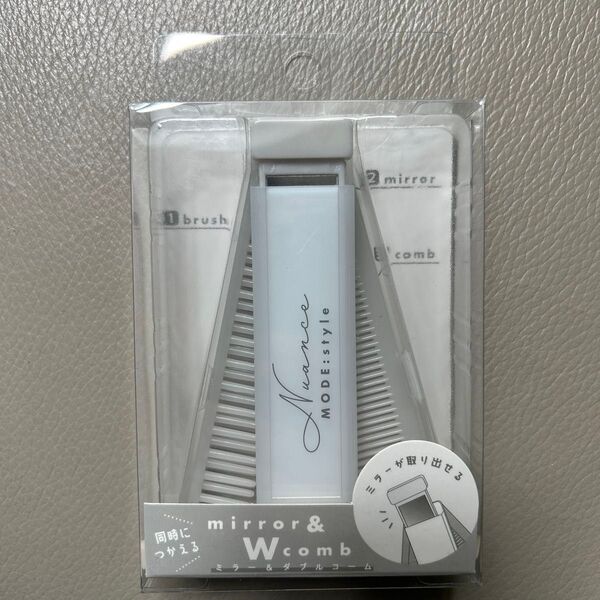 1 brush
2 mirror
3 W comb
Nuance
MODE:style
ミラーが取り出せる
同時に
つかえる
mirror &
W comb
ミラー&ダブルコーム